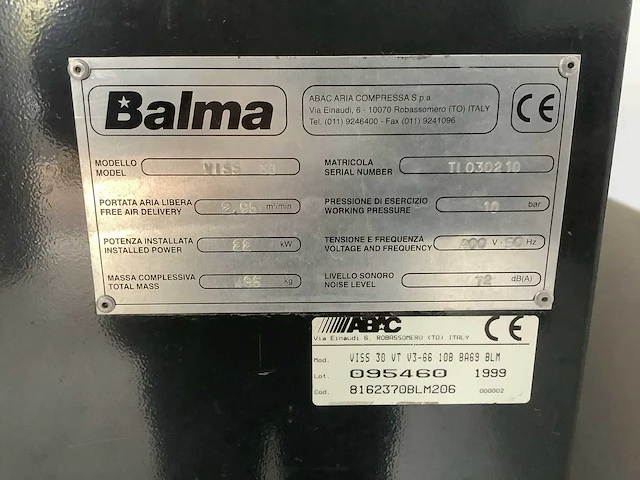 Balma
ABAC ARIA COMPRESSA S.p.a.
Via Einaudi, 6 - 10070 Robassomero (TO) ITALY
Tel. (011) 9246400 - Fax (011) 9241096
CE
MODELLO
MODEL
VISS 30
MATRICOLA
SERIAL NUMBER
TI030210
PORTATA ARIA LIBERA
FREE AIR DELIVERY
m³/min
PRESSIONE DI ESERCIZIO
WORKING PRESSURE
10 bar
POTENZA INSTALLATA
INSTALLED POWER
22 kW
TENSIONE E FREQUENZA
VOLTAGE AND FREQUENCY
400 V - 50 Hz
MASSA COMPLESSIVA
TOTAL MASS
kg
LIVELLO SONORO
NOISE LEVEL
72 dB(A)
ABAC CE
Via Einaudi 6, ROBASSOMERO (TO) ITALY
Mod. VISS 30 VT V3-66 10B BA69 BLM
Lot. 095460 1999
Cod. 8162370BLM206 000002